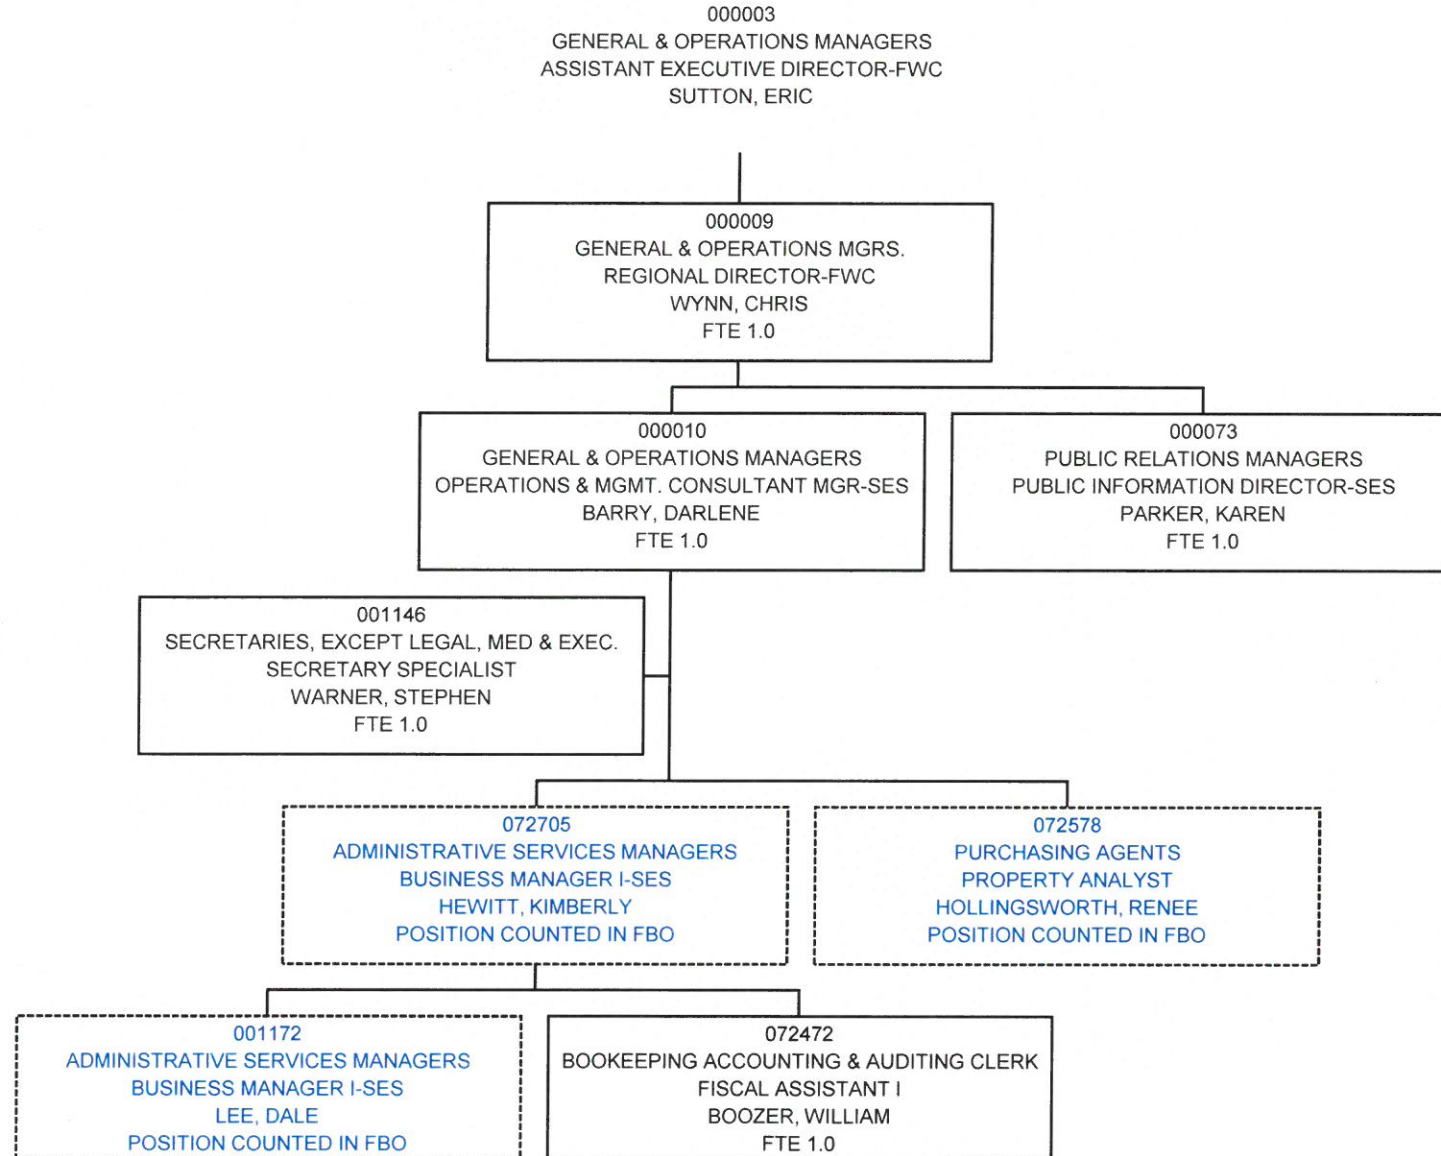 000003
GENERAL & OPERATIONS MANAGERS
ASSISTANT EXECUTIVE DIRECTOR-FWC
SUTTON, ERIC
000009
GENERAL & OPERATIONS MGRS.
REGIONAL DIRECTOR-FWC
WYNN, CHRIS
FTE 1.0
000010
GENERAL & OPERATIONS MANAGERS
OPERATIONS & MGMT. CONSULTANT MGR-SES
BARRY, DARLENE
FTE 1.0
000073
PUBLIC RELATIONS MANAGERS
PUBLIC INFORMATION DIRECTOR-SES
PARKER, KAREN
FTE 1.0
001146
SECRETARIES, EXCEPT LEGAL, MED & EXEC.
SECRETARY SPECIALIST
WARNER, STEPHEN
FTE 1.0
072705
ADMINISTRATIVE SERVICES MANAGERS
BUSINESS MANAGER I-SES
HEWITT, KIMBERLY
POSITION COUNTED IN FBO
072578
PURCHASING AGENTS
PROPERTY ANALYST
HOLLINGSWORTH, RENEE
POSITION COUNTED IN FBO
001172
ADMINISTRATIVE SERVICES MANAGERS
BUSINESS MANAGER I-SES
LEE, DALE
POSITION COUNTED IN FBO
072472
BOOKEEPING ACCOUNTING & AUDITING CLERK
FISCAL ASSISTANT I
BOOZER, WILLIAM
FTE 1.0